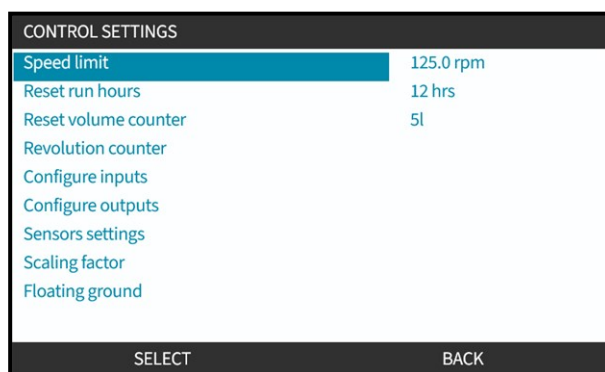 CONTROL SETTINGS
Speed limit 125.0 rpm
Reset run hours 12 hrs
Reset volume counter 5l
Revolution counter
Configure inputs
Configure outputs
Sensors settings
Scaling factor
Floating ground
SELECT BACK